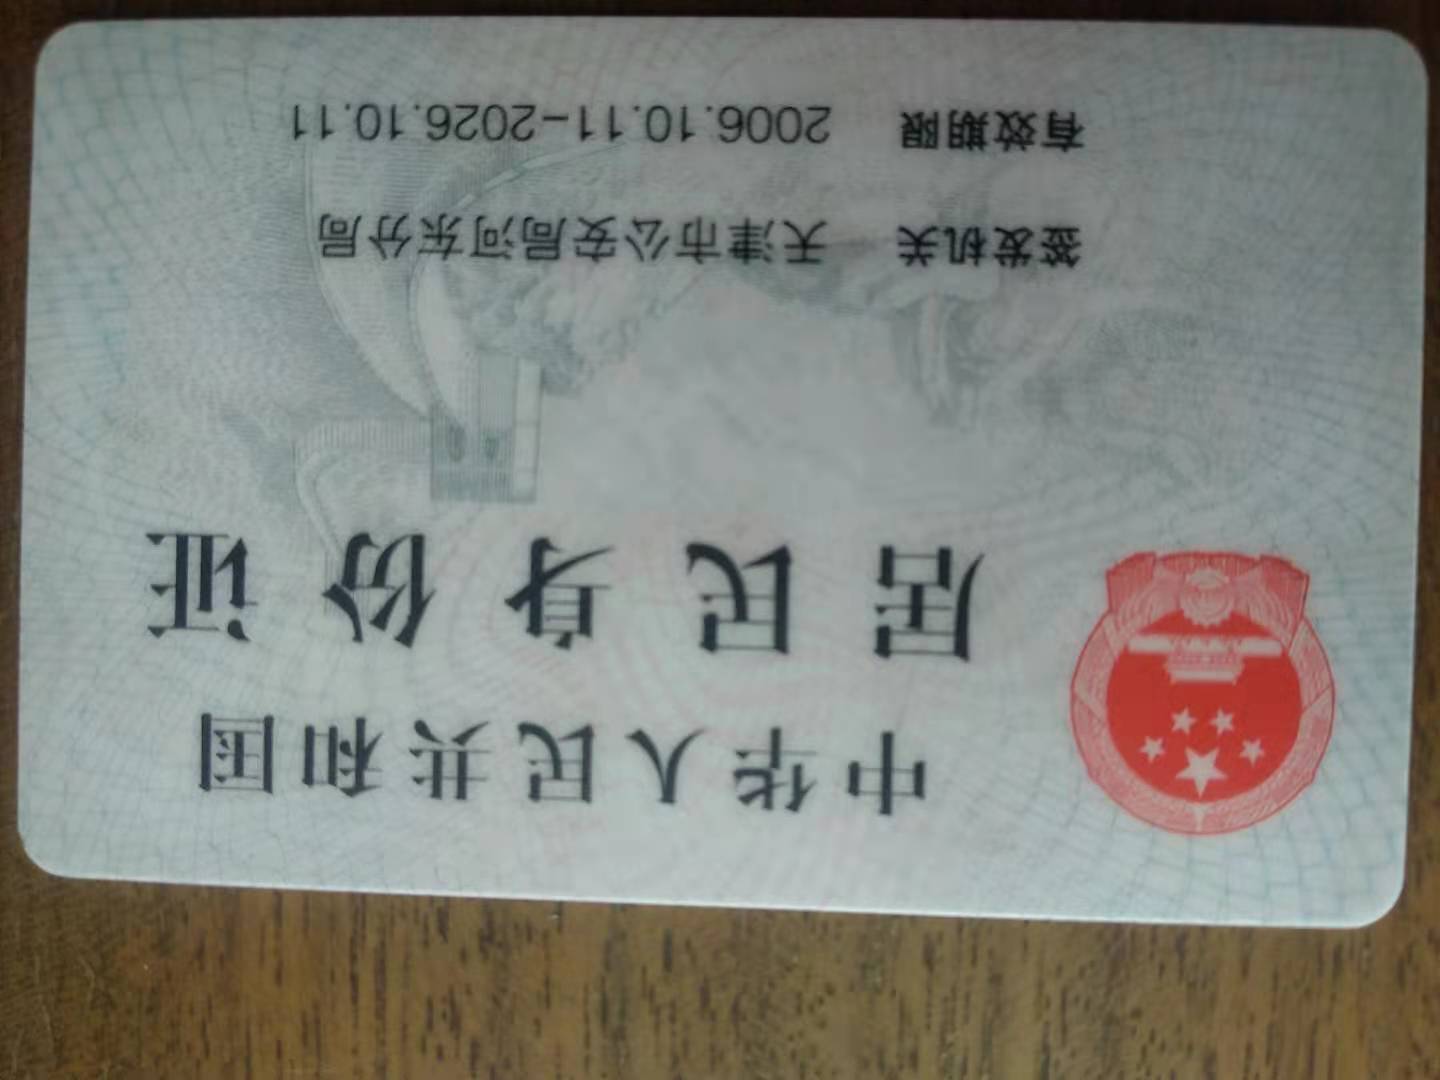 中华人民共和国
居民身份证
签发机关 天津市公安局河东分局
有效期限 2006.10.11-2026.10.11